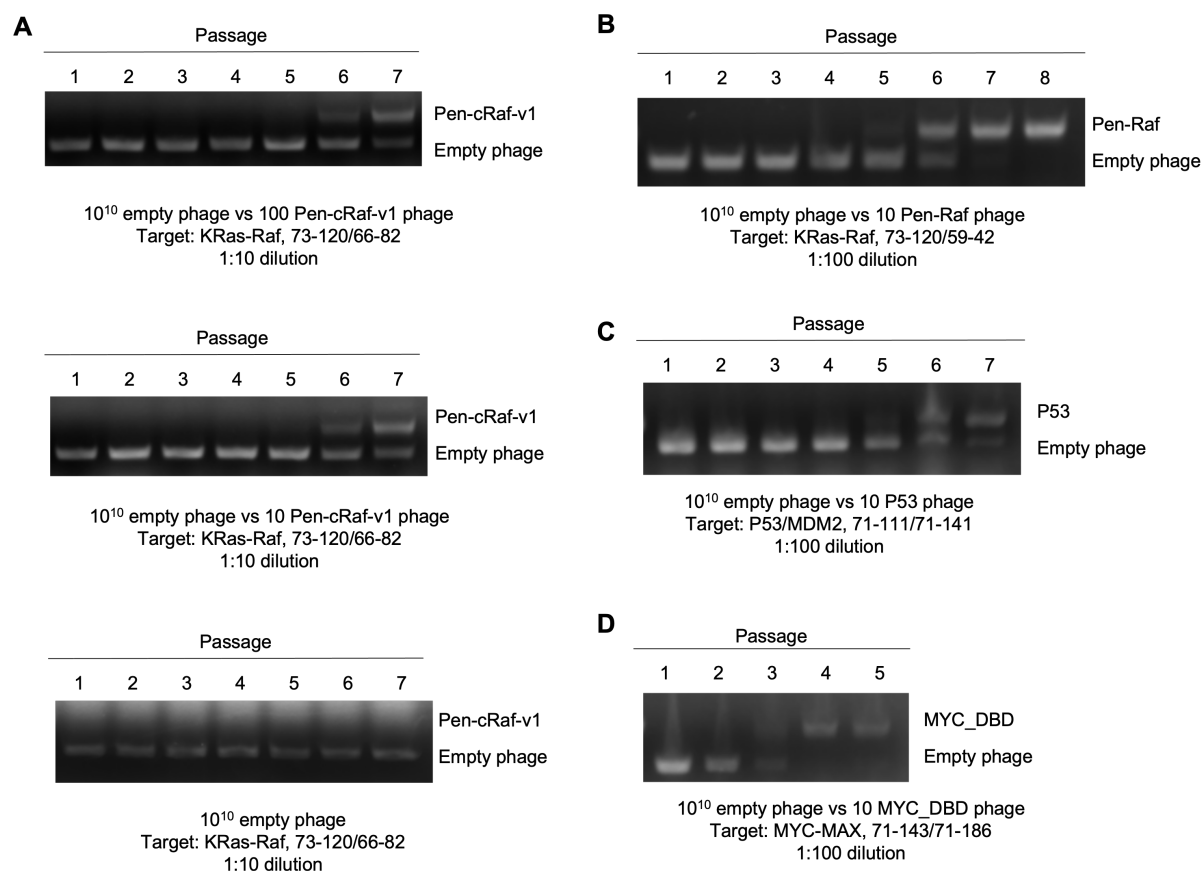 A
Passage
1 2 3 4 5 6 7
Pen-cRaf-v1
Empty phage
10¹⁰ empty phage vs 100 Pen-cRaf-v1 phage
Target: KRas-Raf, 73-120/66-82
1:10 dilution
Passage
1 2 3 4 5 6 7
Pen-cRaf-v1
Empty phage
10¹⁰ empty phage vs 10 Pen-cRaf-v1 phage
Target: KRas-Raf, 73-120/66-82
1:10 dilution
Passage
1 2 3 4 5 6 7
Pen-cRaf-v1
Empty phage
10¹⁰ empty phage
Target: KRas-Raf, 73-120/66-82
1:10 dilution
B
Passage
1 2 3 4 5 6 7 8
Pen-Raf
Empty phage
10¹⁰ empty phage vs 10 Pen-Raf phage
Target: KRas-Raf, 73-120/59-42
1:100 dilution
C
Passage
1 2 3 4 5 6 7
P53
Empty phage
10¹⁰ empty phage vs 10 P53 phage
Target: P53/MDM2, 71-111/71-141
1:100 dilution
D
Passage
1 2 3 4 5
MYC_DBD
Empty phage
10¹⁰ empty phage vs 10 MYC_DBD phage
Target: MYC-MAX, 71-143/71-186
1:100 dilution